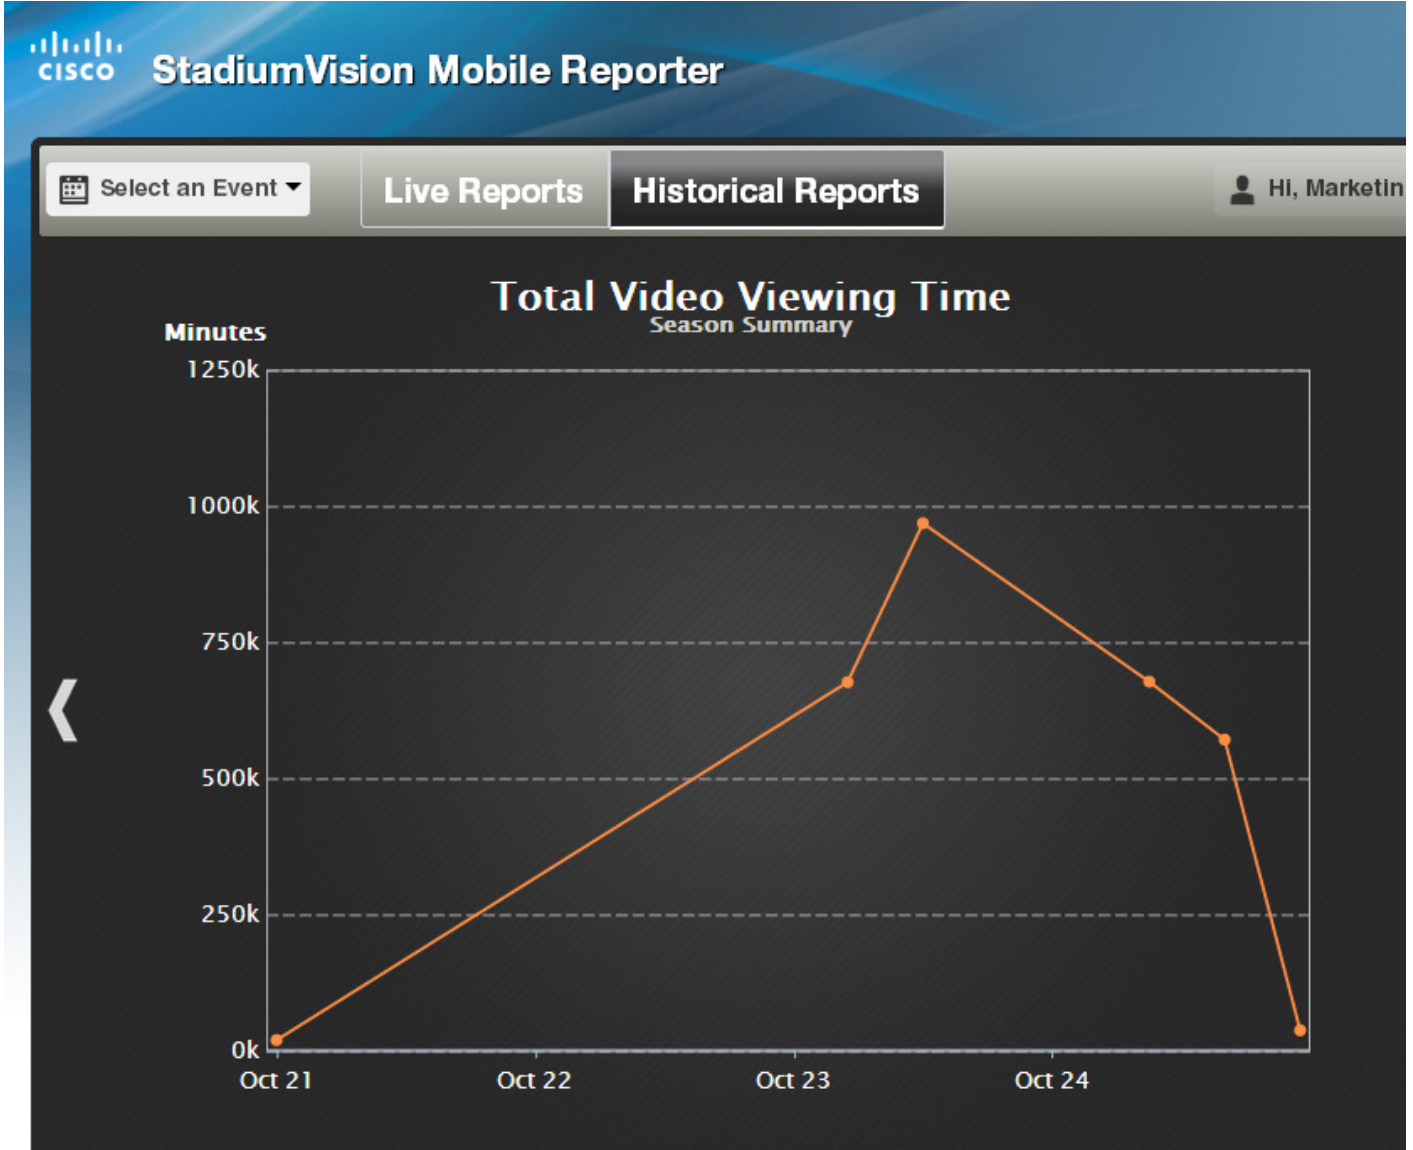 CISCO
StadiumVision Mobile Reporter
Select an Event
Live Reports
Historical Reports
Hi, Marketin
Total Video Viewing Time
Season Summary
Minutes
1250k
1000k
750k
500k
250k
0k
Oct 21
Oct 22
Oct 23
Oct 24